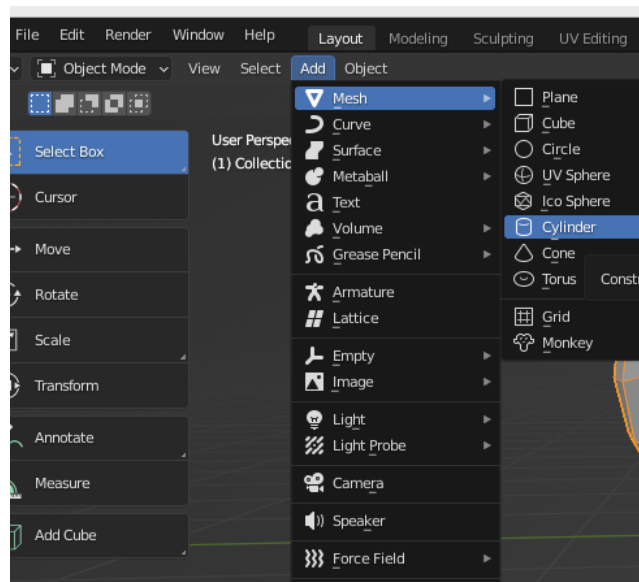 File Edit Render Window Help Layout Modeling Sculpting UV Editing
Object Mode View Select Add Object
User
(1)
Select Box
Cursor
Move
Rotate
Scale
Transform
Annotate
Measure
Add Cube
Mesh
Curve
Surface
Metaball
Text
Volume
Grease Pencil
Armature
Lattice
Empty
Image
Light
Light Probe
Camera
Speaker
Force Field
Plane
Cube
Circle
UV Sphere
Ico Sphere
Cylinder
Cone
Torus
Grid
Monkey